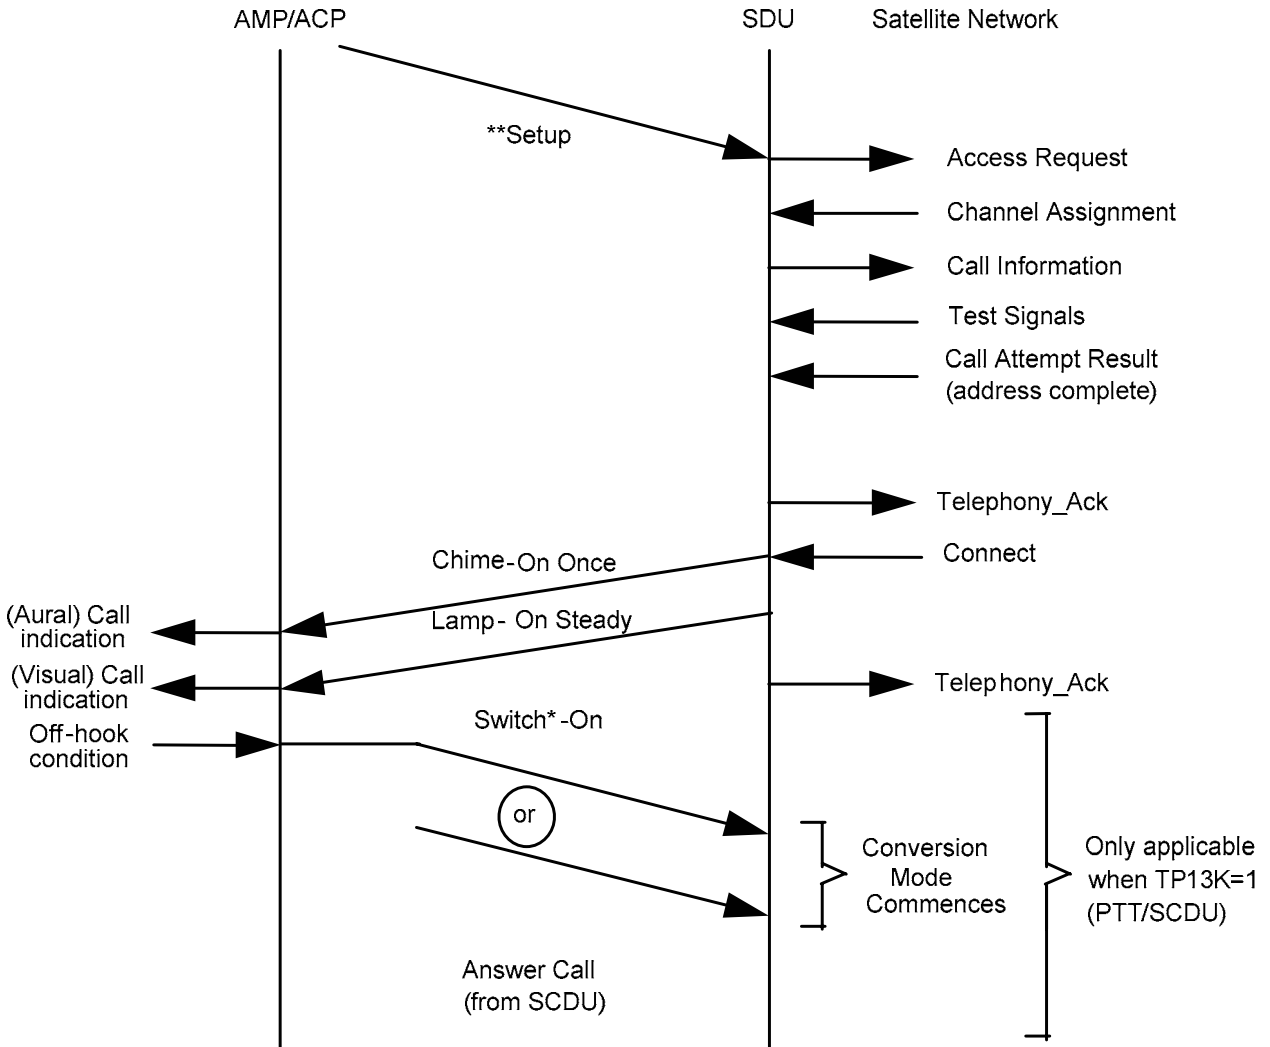 AMP/ACP
SDU
Satellite Network
**Setup
Access Request
Channel Assignment
Call Information
Test Signals
Call Attempt Result
(address complete)
Telephony_Ack
Chime-On Once
Connect
(Aural) Call
indication
Lamp- On Steady
(Visual) Call
indication
Telephony_Ack
Off-hook
condition
Switch*-On
or
Conversion
Mode
Commences
Only applicable
when TP13K=1
(PTT/SCDU)
Answer Call
(from SCDU)